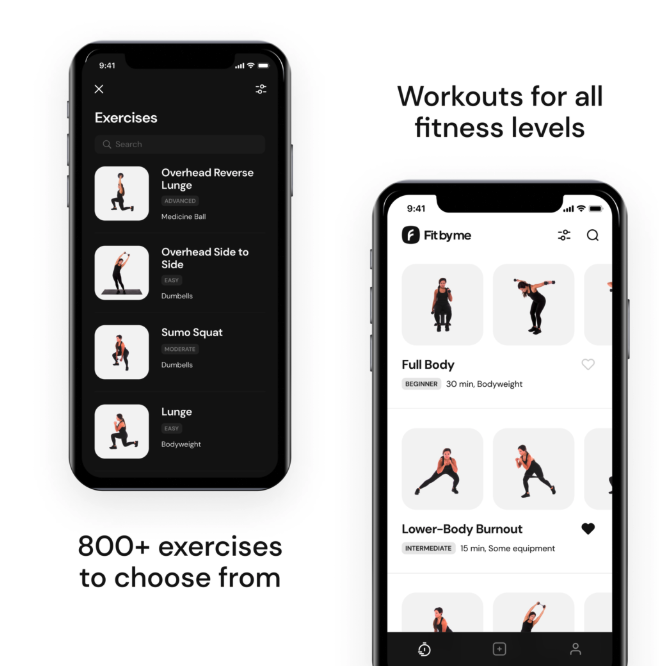 9:41
Exercises
Search
Overhead Reverse
Lunge
ADVANCED
Medicine Ball
Overhead Side to
Side
EASY
Dumbells
Sumo Squat
MODERATE
Dumbells
Lunge
EASY
Bodyweight
800+ exercises
to choose from
Workouts for all
fitness levels
9:41
Fitbyme
Full Body
BEGINNER 30 min, Bodyweight
Lower-Body Burnout
INTERMEDIATE 15 min, Some equipment